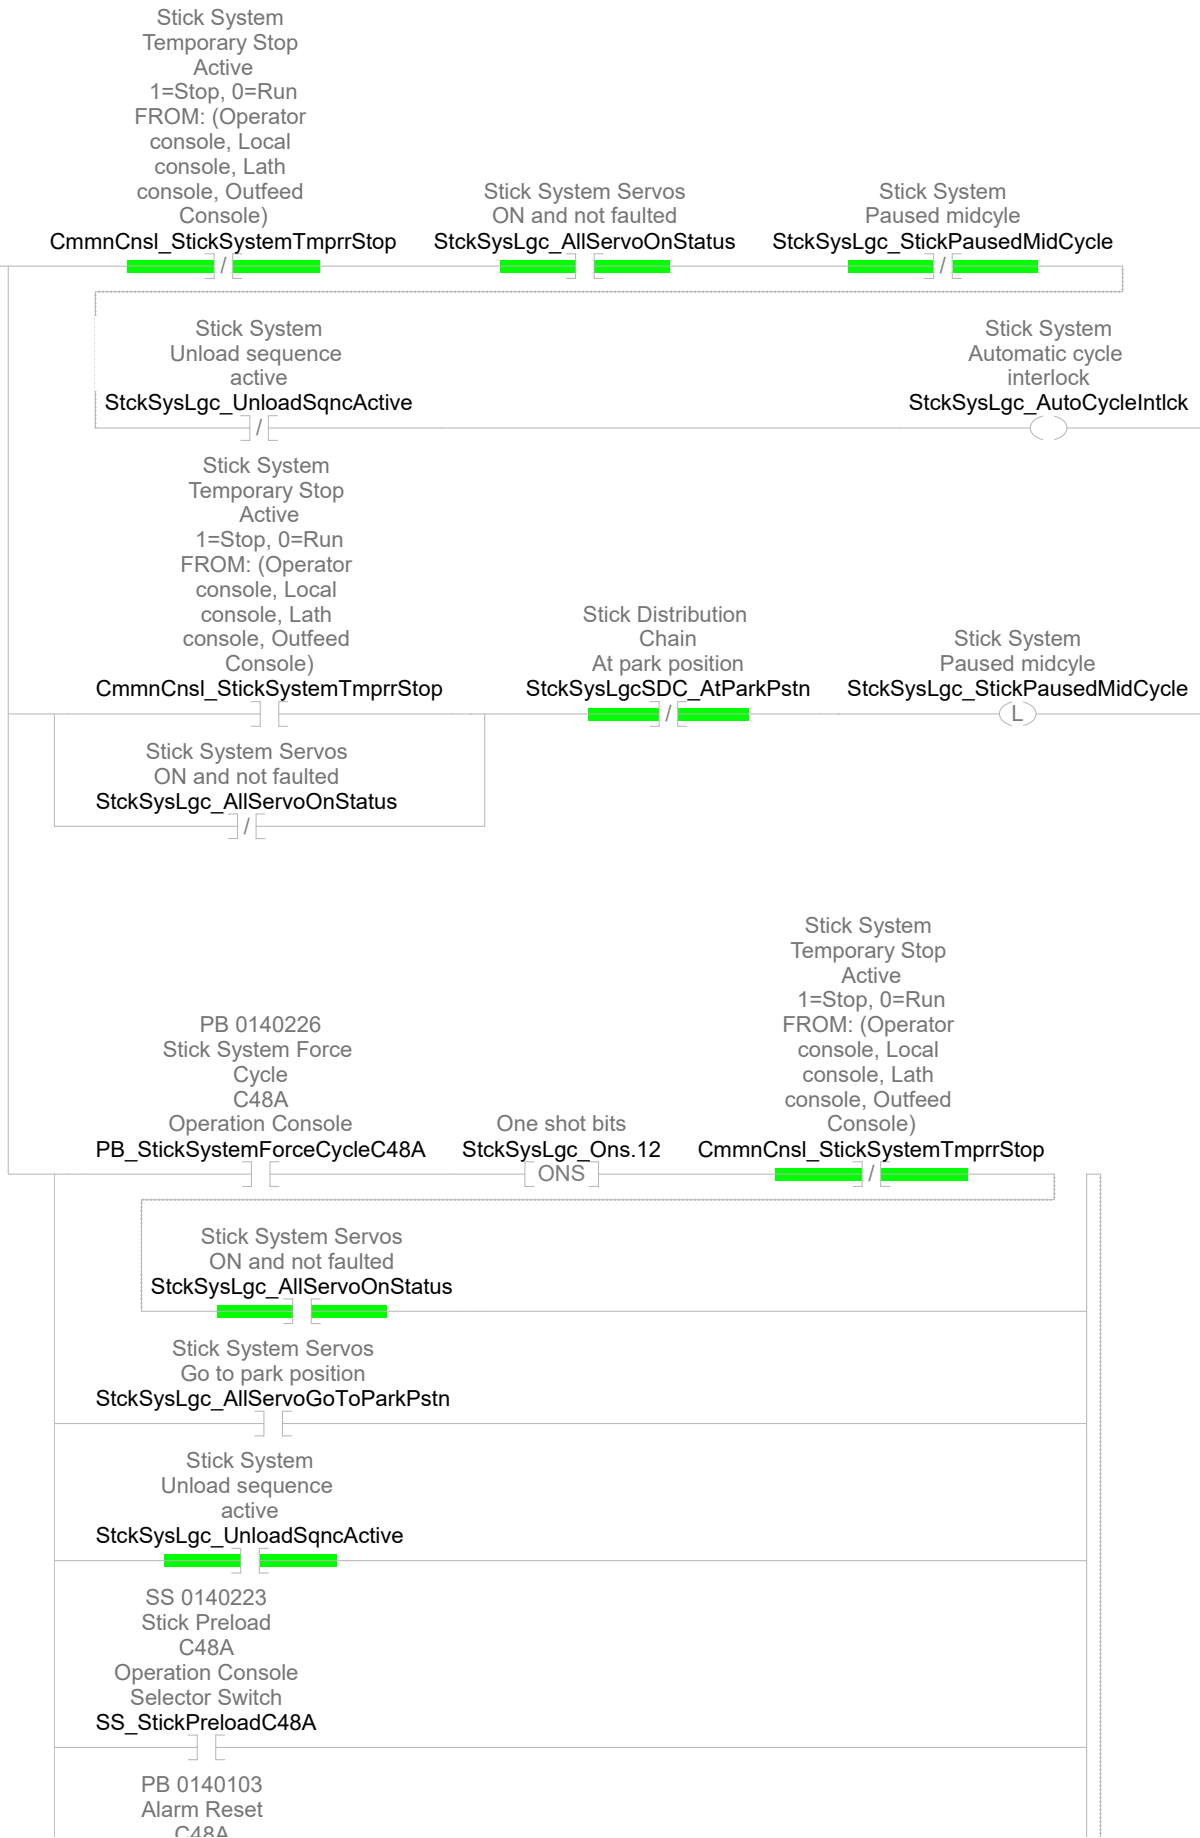 Stick System
Temporary Stop
Active
1=Stop, 0=Run
FROM: (Operator
console, Local
console, Lath
console, Outfeed
Console)
CmmnCnsl_StickSystemTmprrStop
/
Stick System Servos
ON and not faulted
StckSysLgc_AllServoOnStatus
Stick System
Paused midcyle
StckSysLgc_StickPausedMidCycle
/
Stick System
Unload sequence
active
StckSysLgc_UnloadSqncActive
/
Stick System
Automatic cycle
interlock
StckSysLgc_AutoCycleIntlck
Stick System
Temporary Stop
Active
1=Stop, 0=Run
FROM: (Operator
console, Local
console, Lath
console, Outfeed
Console)
CmmnCnsl_StickSystemTmprrStop
Stick Distribution
Chain
At park position
StckSysLgcSDC_AtParkPstn
/
Stick System
Paused midcyle
StckSysLgc_StickPausedMidCycle
L
Stick System Servos
ON and not faulted
StckSysLgc_AllServoOnStatus
/
PB 0140226
Stick System Force
Cycle
C48A
Operation Console
PB_StickSystemForceCycleC48A
One shot bits
StckSysLgc_Ons.12
ONS
Stick System
Temporary Stop
Active
1=Stop, 0=Run
FROM: (Operator
console, Local
console, Lath
console, Outfeed
Console)
CmmnCnsl_StickSystemTmprrStop
/
Stick System Servos
ON and not faulted
StckSysLgc_AllServoOnStatus
Stick System Servos
Go to park position
StckSysLgc_AllServoGoToParkPstn
Stick System
Unload sequence
active
StckSysLgc_UnloadSqncActive
SS 0140223
Stick Preload
C48A
Operation Console
Selector Switch
SS_StickPreloadC48A
PB 0140103
Alarm Reset
C48A